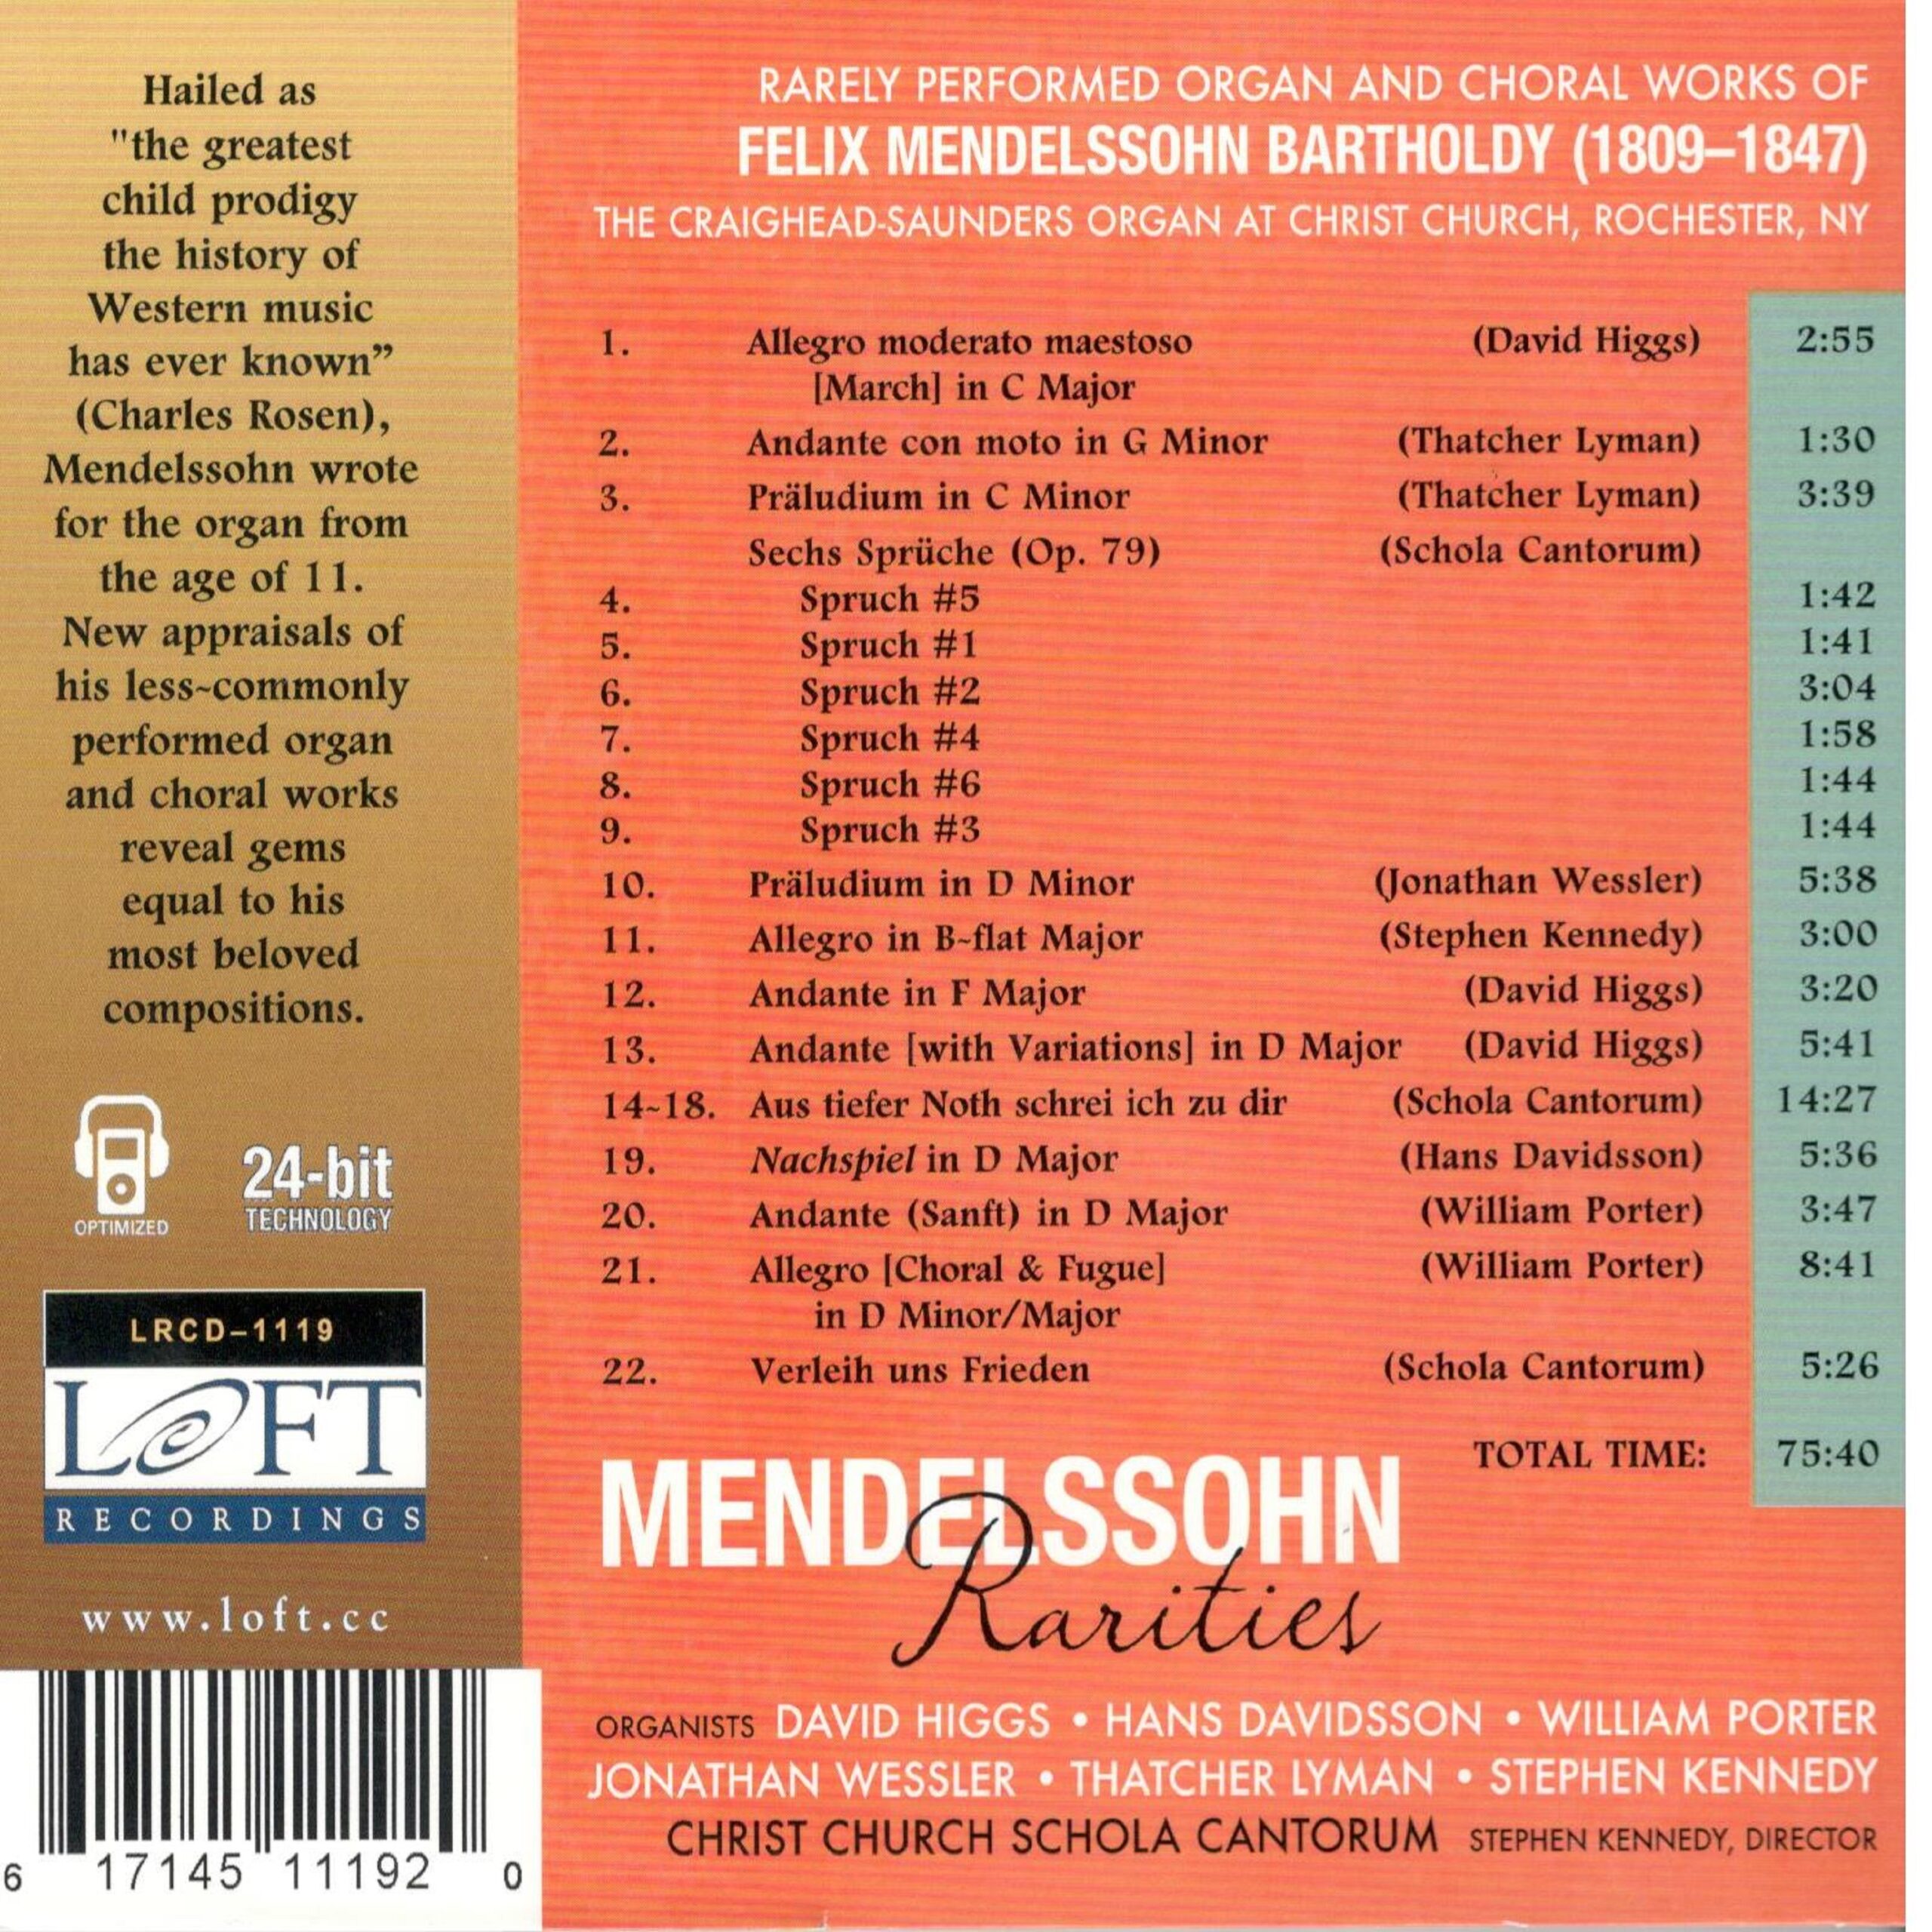 Hailed as
"the greatest
child prodigy
the history of
Western music
has ever known”
(Charles Rosen),
Mendelssohn wrote
for the organ from
the age of 11.
New appraisals of
his less-commonly
performed organ
and choral works
reveal gems
equal to his
most beloved
compositions.
OPTIMIZED
24-bit
TECHNOLOGY
LRCD-1119
LOFT
RECORDINGS
www.loft.cc
6 17145 11192 0
RARELY PERFORMED ORGAN AND CHORAL WORKS OF
FELIX MENDELSSOHN BARTHOLDY (1809–1847)
THE CRAIGHEAD-SAUNDERS ORGAN AT CHRIST CHURCH, ROCHESTER, NY
1. Allegro moderato maestoso (David Higgs) 2:55
[March] in C Major
2. Andante con moto in G Minor (Thatcher Lyman) 1:30
3. Präludium in C Minor (Thatcher Lyman) 3:39
Sechs Sprüche (Op. 79) (Schola Cantorum)
4. Spruch #5 1:42
5. Spruch #1 1:41
6. Spruch #2 3:04
7. Spruch #4 1:58
8. Spruch #6 1:44
9. Spruch #3 1:44
10. Präludium in D Minor (Jonathan Wessler) 5:38
11. Allegro in B-flat Major (Stephen Kennedy) 3:00
12. Andante in F Major (David Higgs) 3:20
13. Andante [with Variations] in D Major (David Higgs) 5:41
14-18. Aus tiefer Noth schrei ich zu dir (Schola Cantorum) 14:27
19. Nachspiel in D Major (Hans Davidsson) 5:36
20. Andante (Sanft) in D Major (William Porter) 3:47
21. Allegro [Choral & Fugue] (William Porter) 8:41
in D Minor/Major
22. Verleih uns Frieden (Schola Cantorum) 5:26
TOTAL TIME: 75:40
MENDELSSOHN
Rarities
ORGANISTS DAVID HIGGS • HANS DAVIDSSON • WILLIAM PORTER
JONATHAN WESSLER • THATCHER LYMAN • STEPHEN KENNEDY
CHRIST CHURCH SCHOLA CANTORUM STEPHEN KENNEDY, DIRECTOR